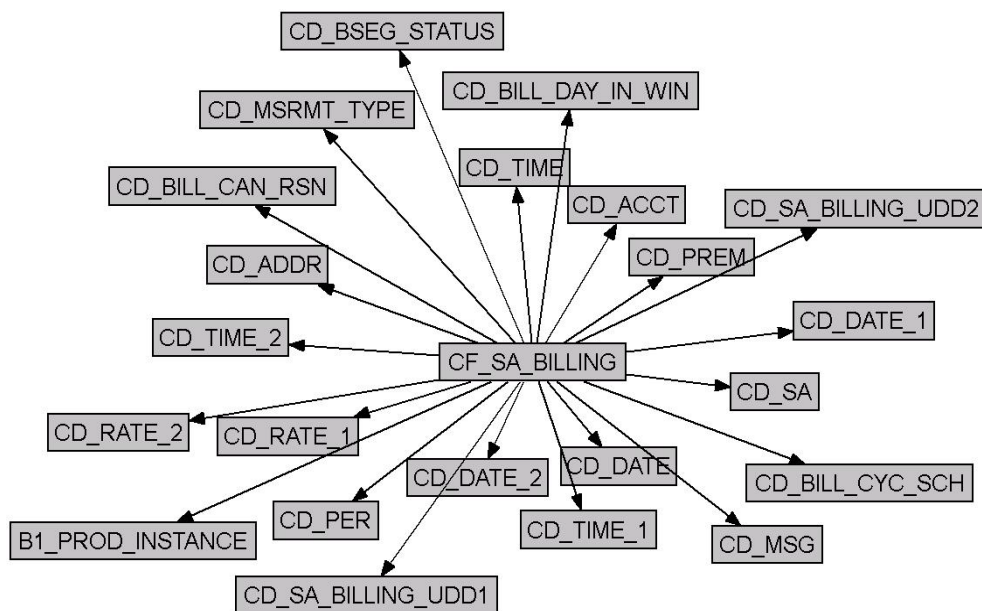 CD_BSEG_STATUS
CD_BILL_DAY_IN_WIN
CD_MSRMT_TYPE
CD_TIME
CD_BILL_CAN_RSN
CD_ACCT
CD_SA_BILLING_UDD2
CD_ADDR
CD_PREM
CD_DATE_1
CD_TIME_2
CF_SA_BILLING
CD_SA
CD_RATE_2
CD_RATE_1
CD_DATE_2
CD_DATE
CD_BILL_CYC_SCH
B1_PROD_INSTANCE
CD_PER
CD_TIME_1
CD_MSG
CD_SA_BILLING_UDD1